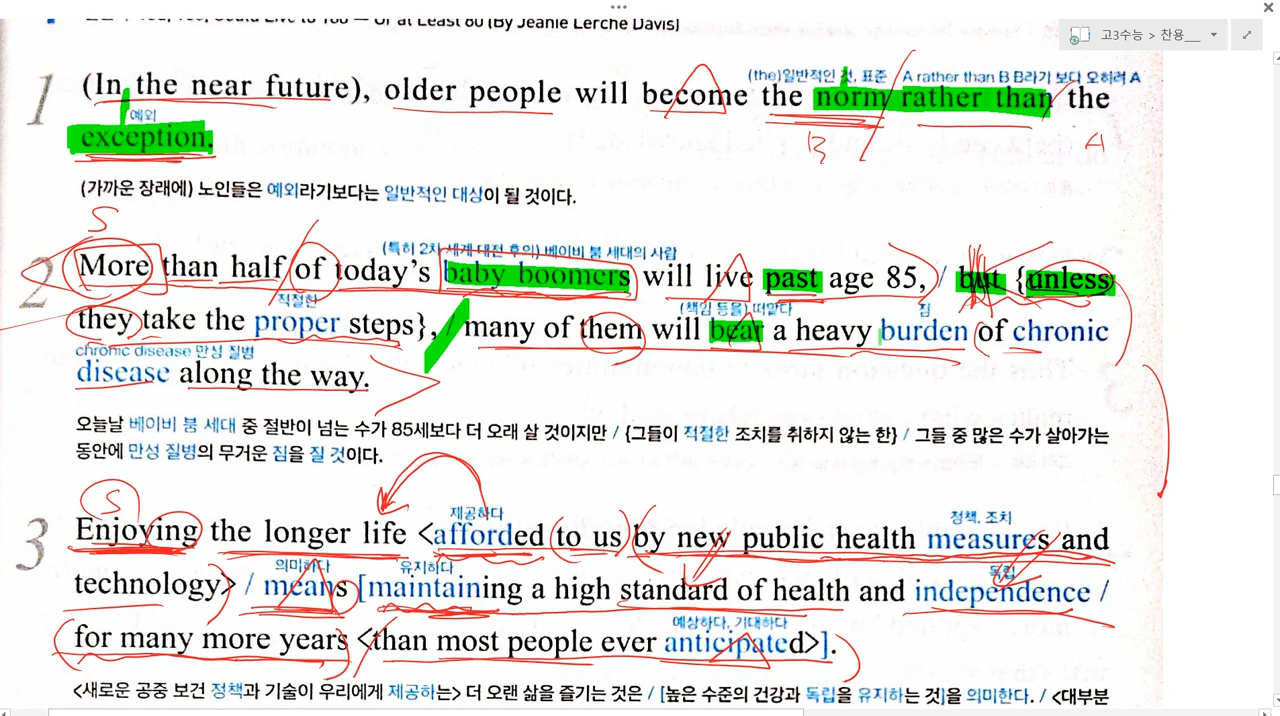 You, Too, Could Live to 100 — Or at Least 80 (By Jeanie Lerche Davis)
고3수능 > 찬용__
(the)일반적인 것, 표준 A rather than B B라기 보다 오히려 A
1 (In the near future), older people will become the norm rather than the
예외
exception.
B A
(가까운 장래에) 노인들은 예외라기보다는 일반적인 대상이 될 것이다.
S
(특히 2차 세계 대전 후의) 베이비 붐 세대의 사람
2 More than half of today's baby boomers will live past age 85, / but {unless
적절한 (책임 등을) 떠맡다 짐
they take the proper steps}, / many of them will bear a heavy burden of chronic
chronic disease 만성 질병
disease along the way.
오늘날 베이비 붐 세대 중 절반이 넘는 수가 85세보다 더 오래 살 것이지만 / {그들이 적절한 조치를 취하지 않는 한} / 그들 중 많은 수가 살아가는
동안에 만성 질병의 무거운 짐을 질 것이다.
S
제공하다 정책, 조치
3 Enjoying the longer life <afforded to us by new public health measures and
의미하다 유지하다 독립
technology> / means [maintaining a high standard of health and independence /
예상하다, 기대하다
for many more years <than most people ever anticipated>].
<새로운 공중 보건 정책과 기술이 우리에게 제공하는> 더 오랜 삶을 즐기는 것은 / [높은 수준의 건강과 독립을 유지하는 것]을 의미한다. / <대부분